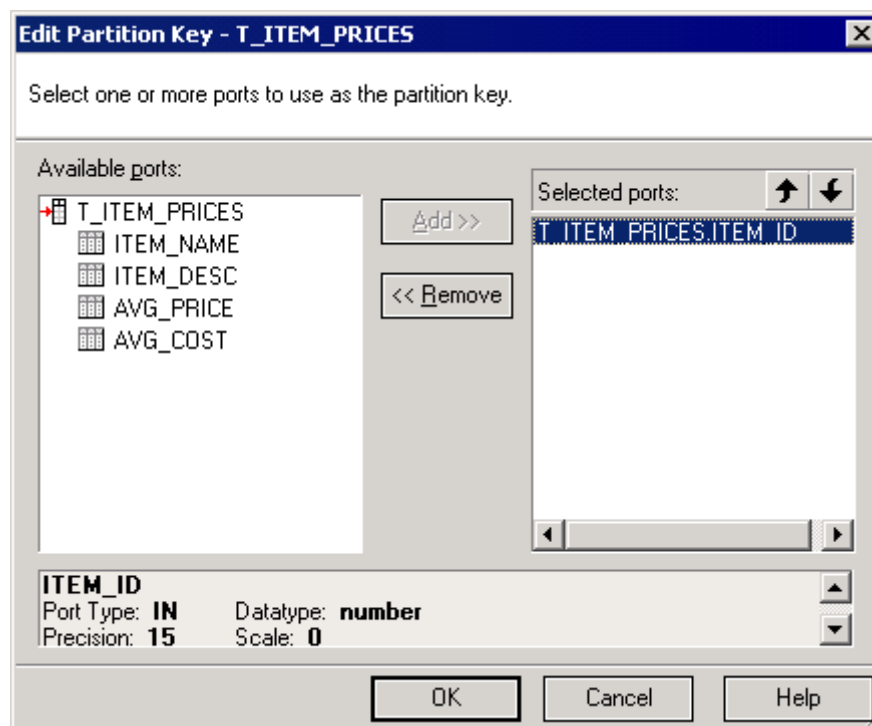 Edit Partition Key - T_ITEM_PRICES
Select one or more ports to use as the partition key.
Available ports:
T_ITEM_PRICES
ITEM_NAME
ITEM_DESC
AVG_PRICE
AVG_COST
Add >>
<< Remove
Selected ports:
T_ITEM_PRICES.ITEM_ID
ITEM_ID
Port Type: IN Datatype: number
Precision: 15 Scale: 0
OK Cancel Help